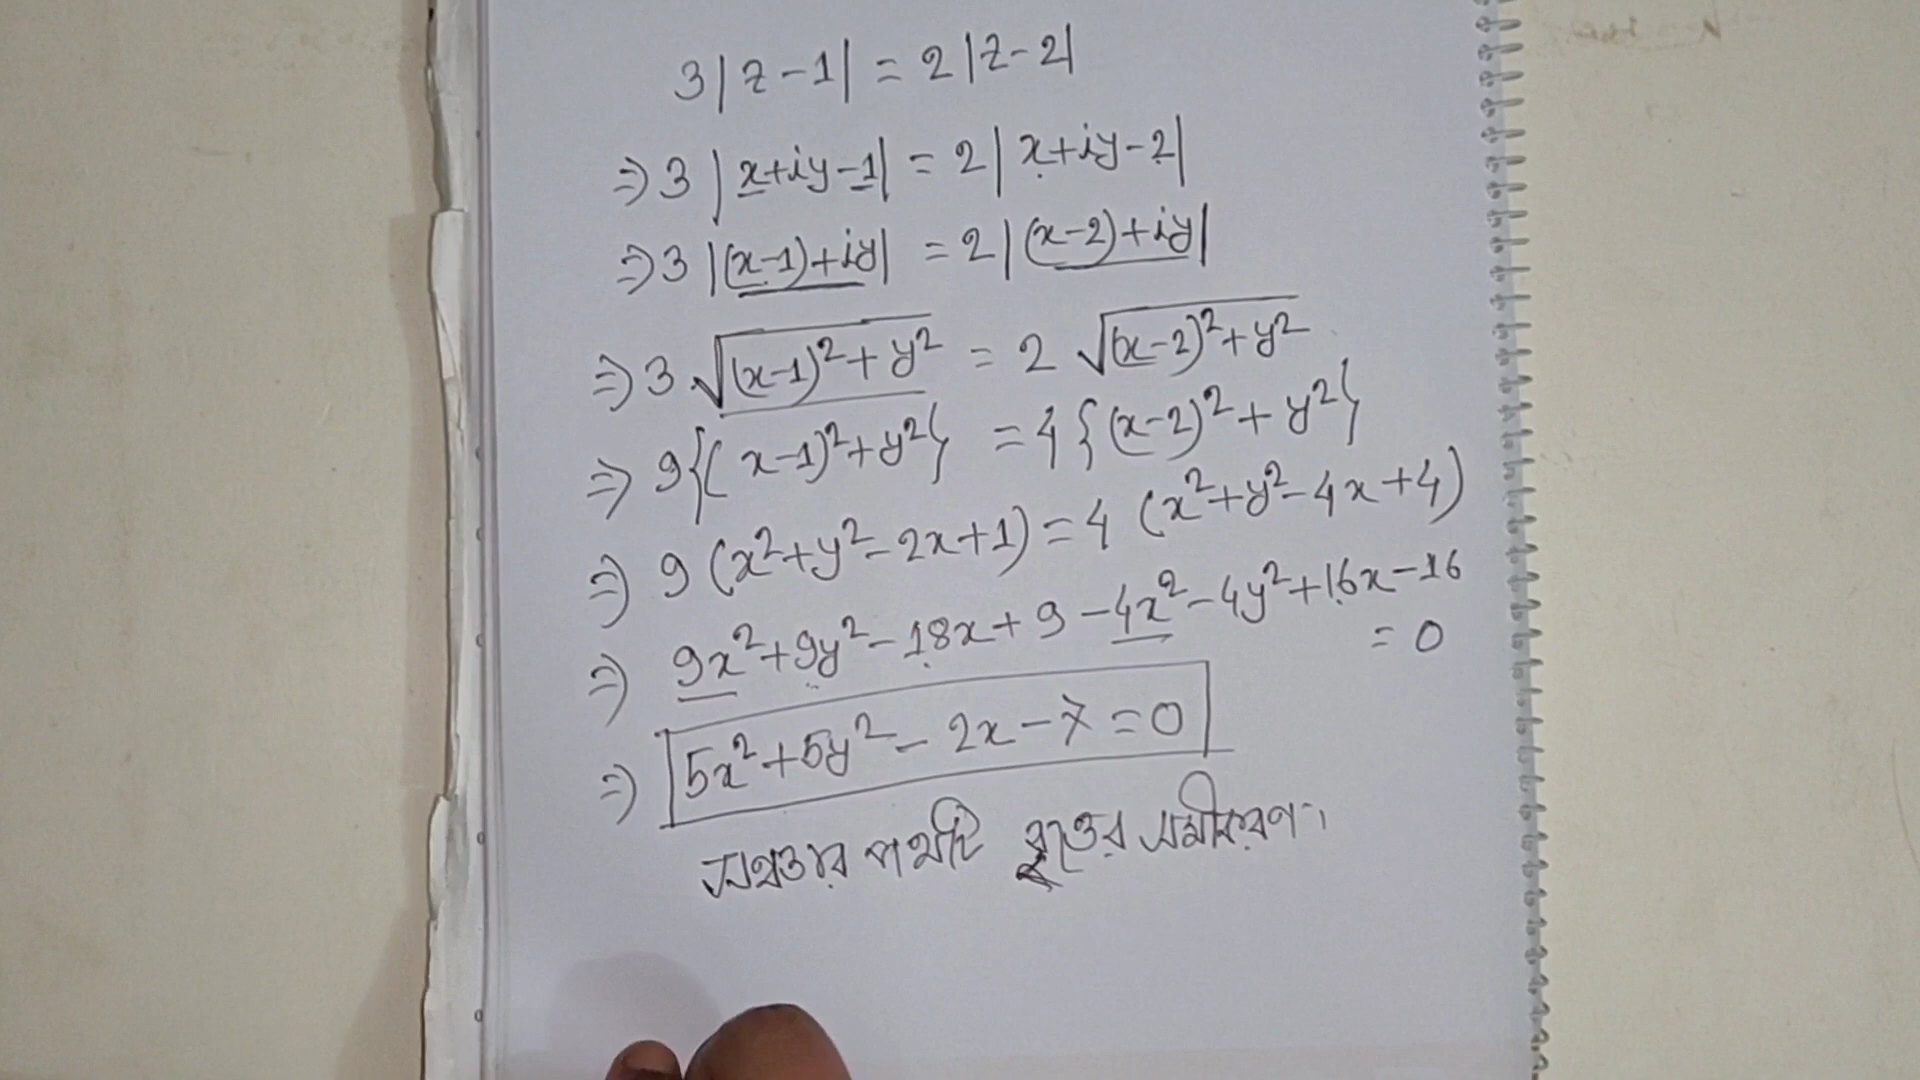 3|z-1| = 2|z-2|
⇒ 3|x+iy-1| = 2|x+iy-2|
⇒ 3|(x-1)+iy| = 2|(x-2)+iy|
⇒ 3√((x-1)²+y²) = 2√((x-2)²+y²)
⇒ 9{(x-1)²+y²} = 4{(x-2)²+y²}
⇒ 9(x²+y²-2x+1) = 4(x²+y²-4x+4)
⇒ 9x²+9y²-18x+9-4x²-4y²+16x-16
= 0
⇒ 5x²+5y²-2x-7=0
সঞ্চার পথটি বৃত্তের সমীকরণ।